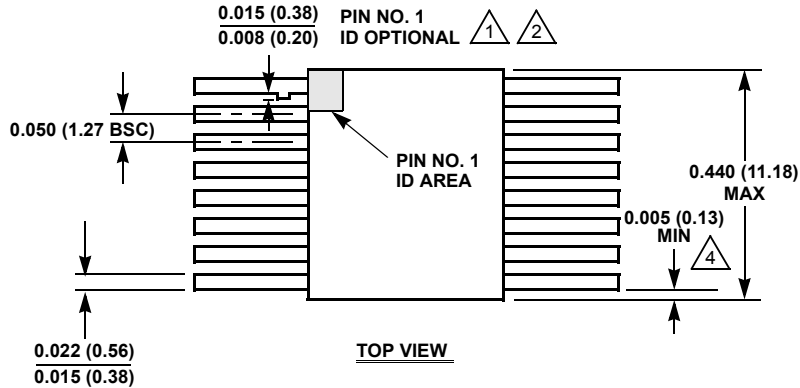 0.015 (0.38)
0.008 (0.20)
PIN NO. 1
ID OPTIONAL 1 2
0.050 (1.27 BSC)
PIN NO. 1
ID AREA
0.440 (11.18)
MAX
0.005 (0.13)
MIN 4
0.022 (0.56)
0.015 (0.38)
TOP VIEW